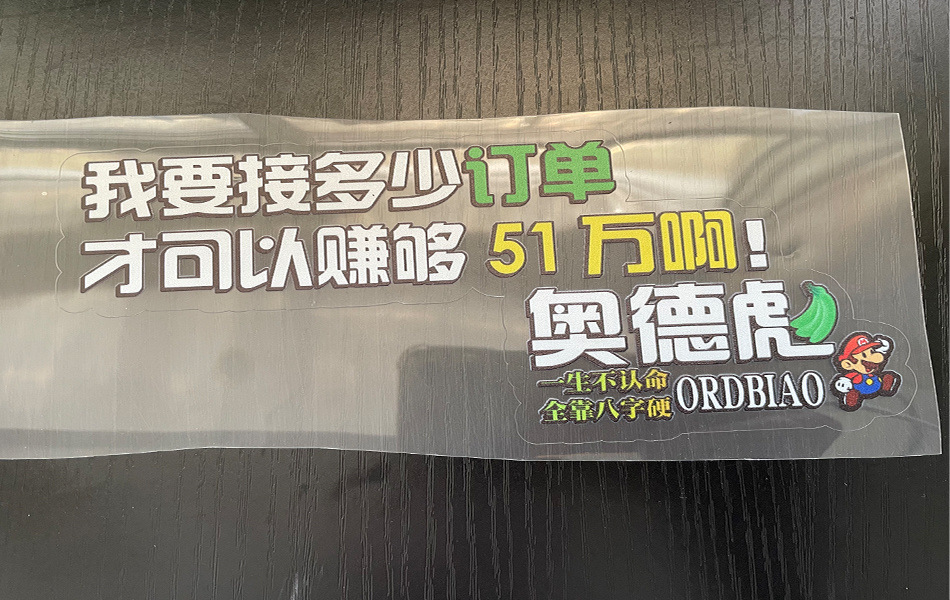 我要接多少订单
才可以赚够 51 万啊!
奥德虎
一生不认命
全靠八字硬
ORDBIAO